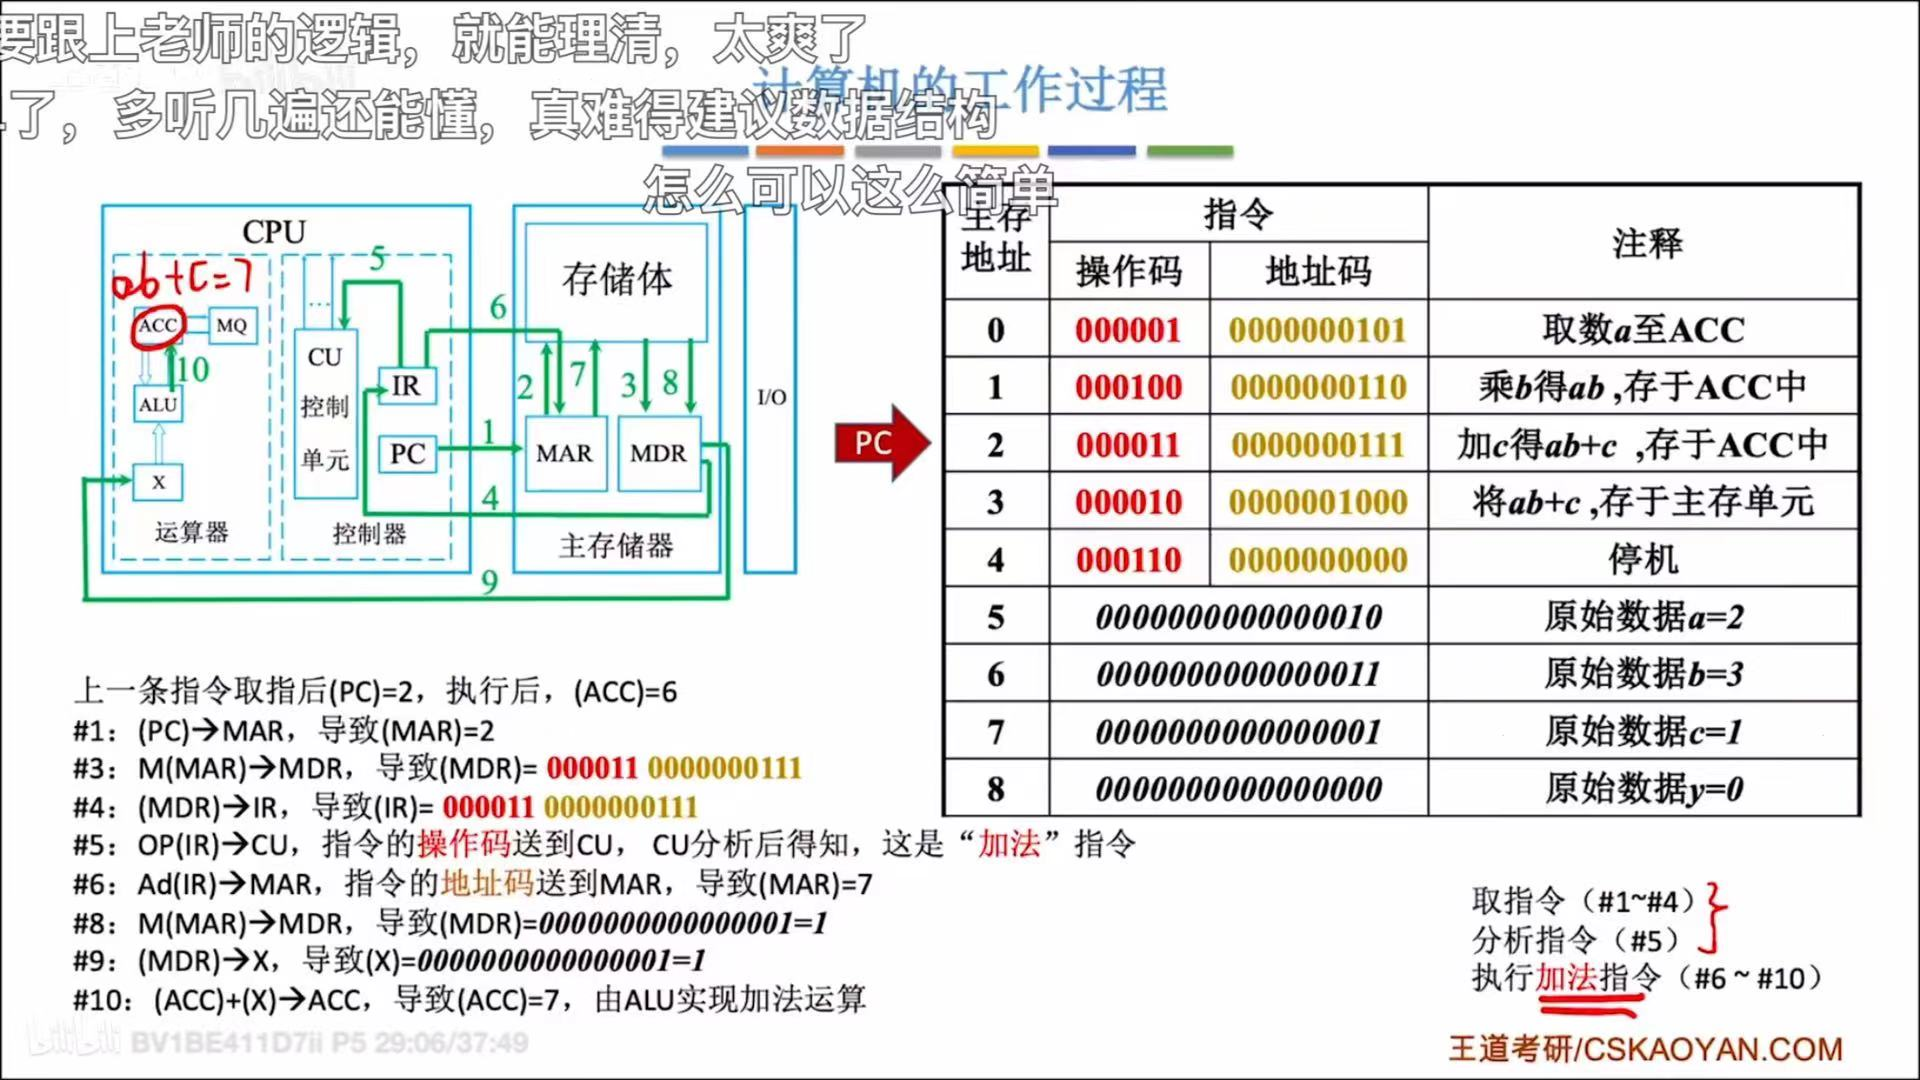 要跟上老师的逻辑，就能理清，太爽了
了，多听几遍还能懂，真难得建议数据结构
怎么可以这么简单
计算机的工作过程
CPU
ab+c=7
ACC
MQ
ALU
X
运算器
...
CU
控制
单元
IR
PC
控制器
存储体
MAR
MDR
主存储器
I/O
1
2
3
4
5
6
7
8
9
10
PC
主存地址 指令 注释
操作码 地址码
0 000001 0000000101 取数a至ACC
1 000100 0000000110 乘b得ab ,存于ACC中
2 000011 0000000111 加c得ab+c ,存于ACC中
3 000010 0000001000 将ab+c ,存于主存单元
4 000110 0000000000 停机
5 0000000000000010 原始数据a=2
6 0000000000000011 原始数据b=3
7 0000000000000001 原始数据c=1
8 0000000000000000 原始数据y=0
上一条指令取指后(PC)=2，执行后，(ACC)=6
#1：(PC)→MAR，导致(MAR)=2
#3：M(MAR)→MDR，导致(MDR)= 000011 0000000111
#4：(MDR)→IR，导致(IR)= 000011 0000000111
#5：OP(IR)→CU，指令的操作码送到CU， CU分析后得知，这是“加法”指令
#6：Ad(IR)→MAR，指令的地址码送到MAR，导致(MAR)=7
#8：M(MAR)→MDR，导致(MDR)=0000000000000001=1
#9：(MDR)→X，导致(X)=0000000000000001=1
#10：(ACC)+(X)→ACC，导致(ACC)=7，由ALU实现加法运算
取指令（#1~#4）
分析指令（#5）
执行加法指令（#6 ~ #10）
bilibili BV1BE411D7ii P5 29:06/37:49
王道考研/CSKAOYAN.COM